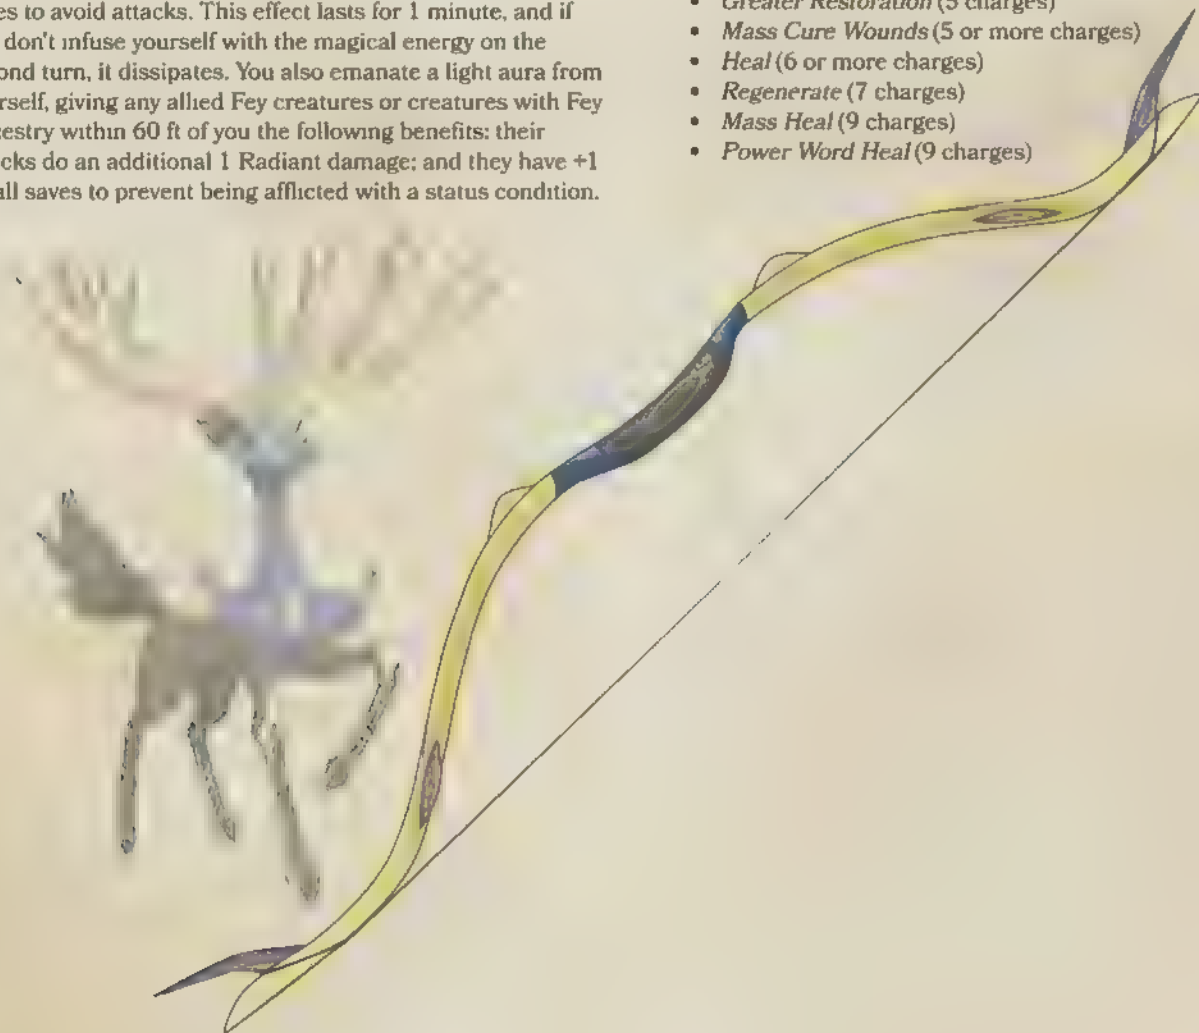 es to avoid attacks. This effect lasts for 1 minute, and if
don't infuse yourself with the magical energy on the
ond turn, it dissipates. You also emanate a light aura from
rself, giving any allied Fey creatures or creatures with Fey
estry within 60 ft of you the following benefits: their
cks do an additional 1 Radiant damage; and they have +1
all saves to prevent being afflicted with a status condition.
• Greater Restoration (5 charges)
• Mass Cure Wounds (5 or more charges)
• Heal (6 or more charges)
• Regenerate (7 charges)
• Mass Heal (9 charges)
• Power Word Heal (9 charges)